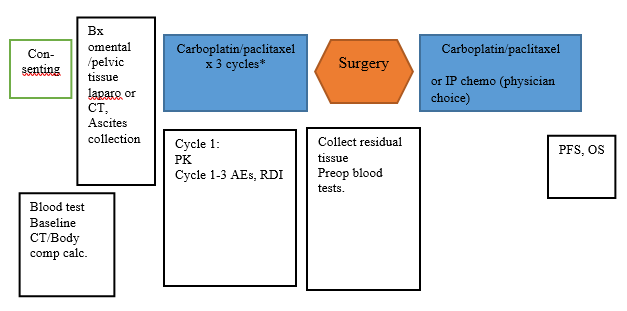 Con-
senting
Bx
omental
/pelvic
tissue
laparo or
CT,
Ascites
collection
Carboplatin/paclitaxel
x 3 cycles*
Surgery
Carboplatin/paclitaxel
or IP chemo (physician
choice)
Blood test
Baseline
CT/Body
comp calc.
Cycle 1:
PK
Cycle 1-3 AEs, RDI
Collect residual
tissue
Preop blood
tests.
PFS, OS